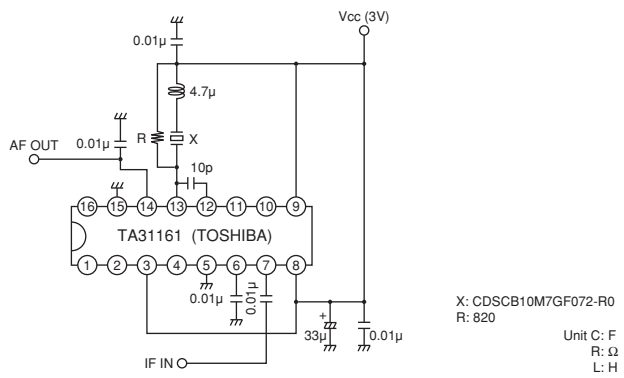 Vcc (3V)
0.01µ
4.7µ
AF OUT
0.01µ
R
X
10p
16 15 14 13 12 11 10 9
TA31161 (TOSHIBA)
1 2 3 4 5 6 7 8
0.01µ
0.01µ
+
33µ
0.01µ
IF IN
X: CDSCB10M7GF072-R0
R: 820
Unit C: F
R: Ω
L: H